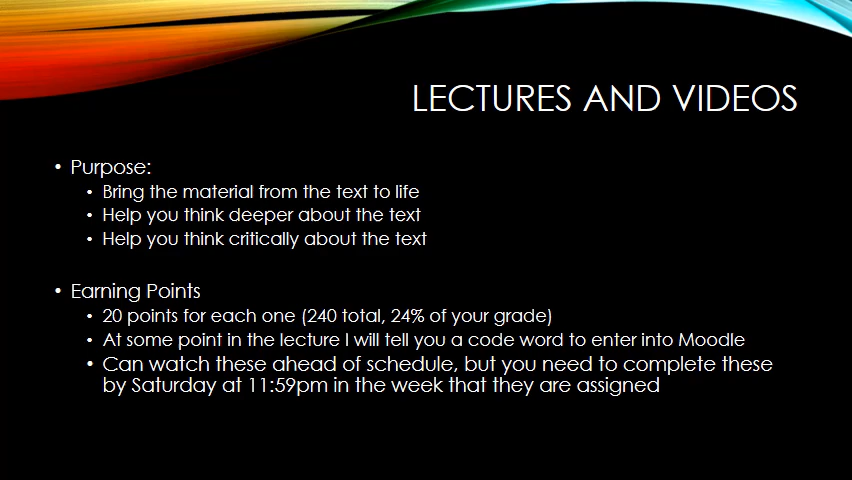 LECTURES AND VIDEOS
• Purpose:
• Bring the material from the text to life
• Help you think deeper about the text
• Help you think critically about the text
• Earning Points
• 20 points for each one (240 total, 24% of your grade)
• At some point in the lecture I will tell you a code word to enter into Moodle
• Can watch these ahead of schedule, but you need to complete these
by Saturday at 11:59pm in the week that they are assigned